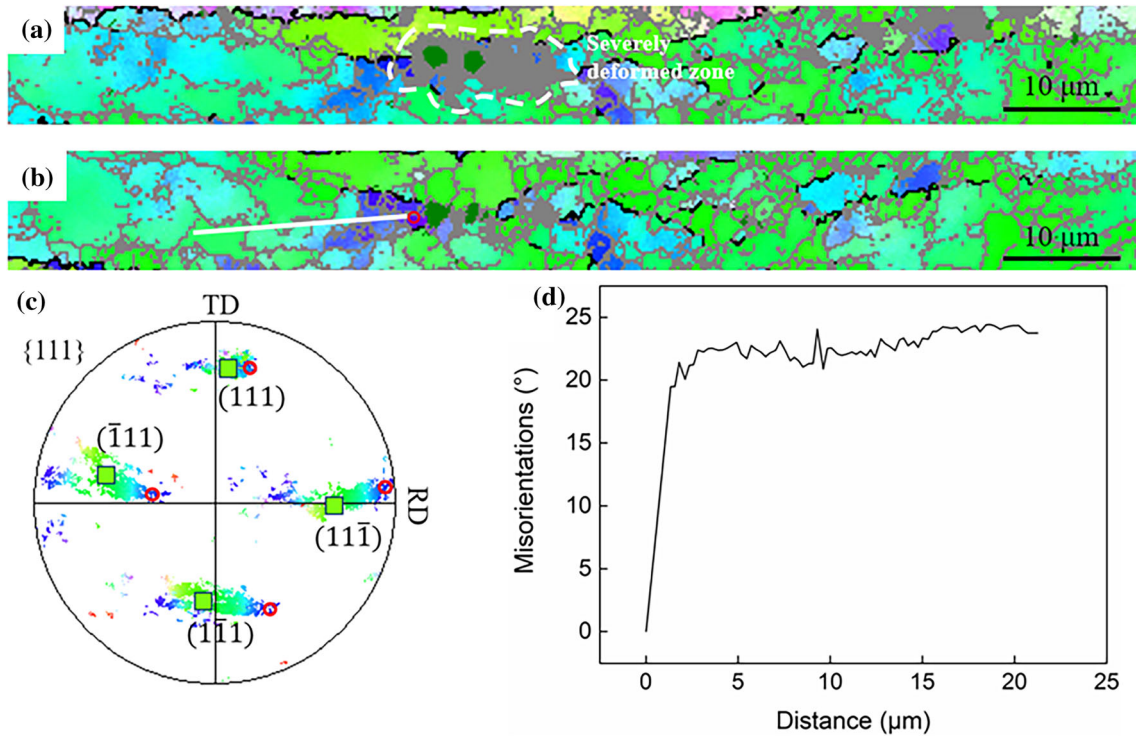 (a)
Severely
deformed zone
10 μm
(b)
10 μm
(c)
TD
{111}
(111)
(1̅11)
RD
(111̅)
(11̅1)
(d)
25
20
15
10
5
0
Misorientations (°)
0 5 10 15 20 25
Distance (μm)